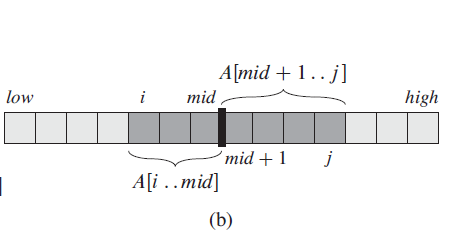 A[mid + 1 . . j]
low i mid high
mid + 1 j
A[i . . mid]
(b)